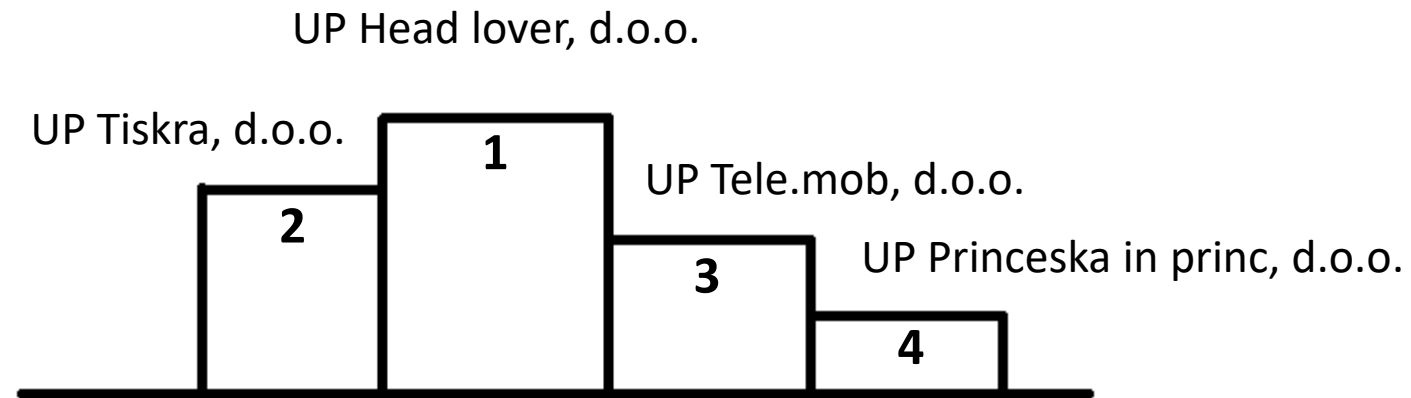 UP Head lover, d.o.o.
UP Tiskra, d.o.o.
1
UP Tele.mob, d.o.o.
2
UP Princeska in princ, d.o.o.
3
4